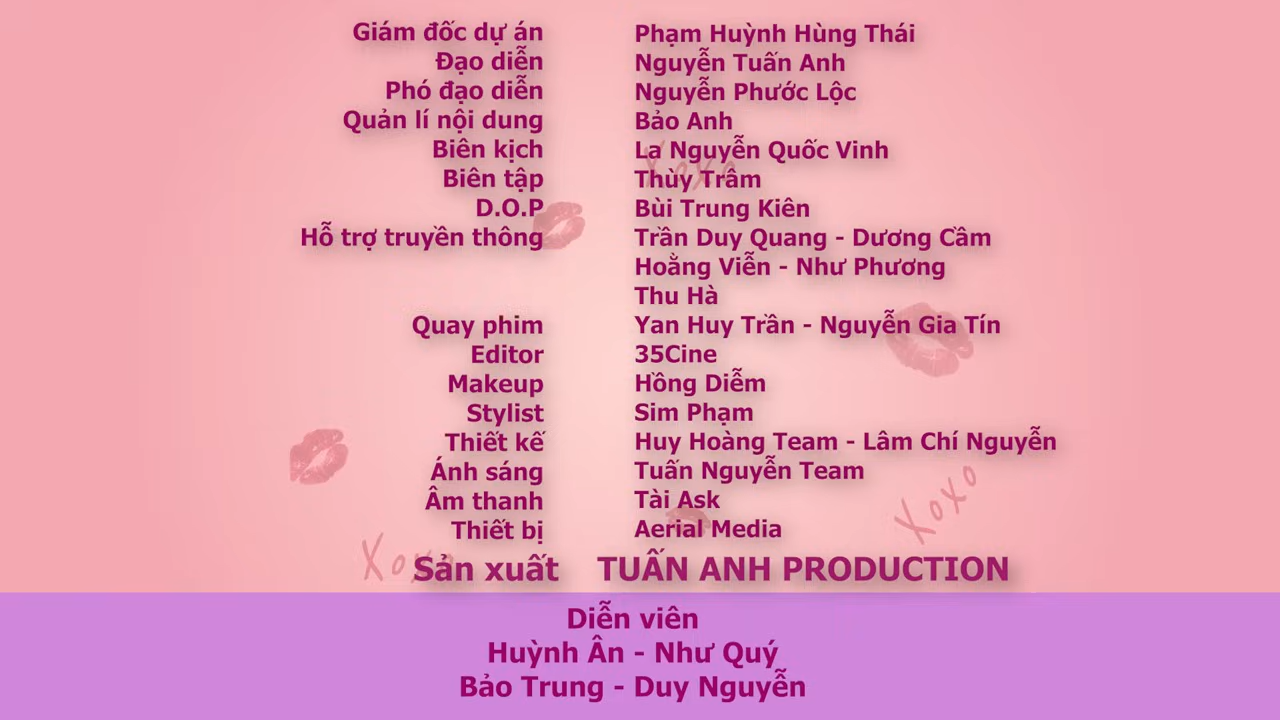 Giám đốc dự án Phạm Huỳnh Hùng Thái
Đạo diễn Nguyễn Tuấn Anh
Phó đạo diễn Nguyễn Phước Lộc
Quản lí nội dung Bảo Anh
Biên kịch La Nguyễn Quốc Vinh
Biên tập Thùy Trâm
D.O.P Bùi Trung Kiên
Hỗ trợ truyền thông Trần Duy Quang - Dương Cầm
Hoằng Viễn - Như Phương
Thu Hà
Quay phim Yan Huy Trần - Nguyễn Gia Tín
Editor 35Cine
Makeup Hồng Diễm
Stylist Sim Phạm
Thiết kế Huy Hoàng Team - Lâm Chí Nguyễn
Ánh sáng Tuấn Nguyễn Team
Âm thanh Tài Ask
Thiết bị Aerial Media
Sản xuất TUẤN ANH PRODUCTION
Diễn viên
Huỳnh Ân - Như Quý
Bảo Trung - Duy Nguyễn
Xoxo
Xoxo
Xoxo